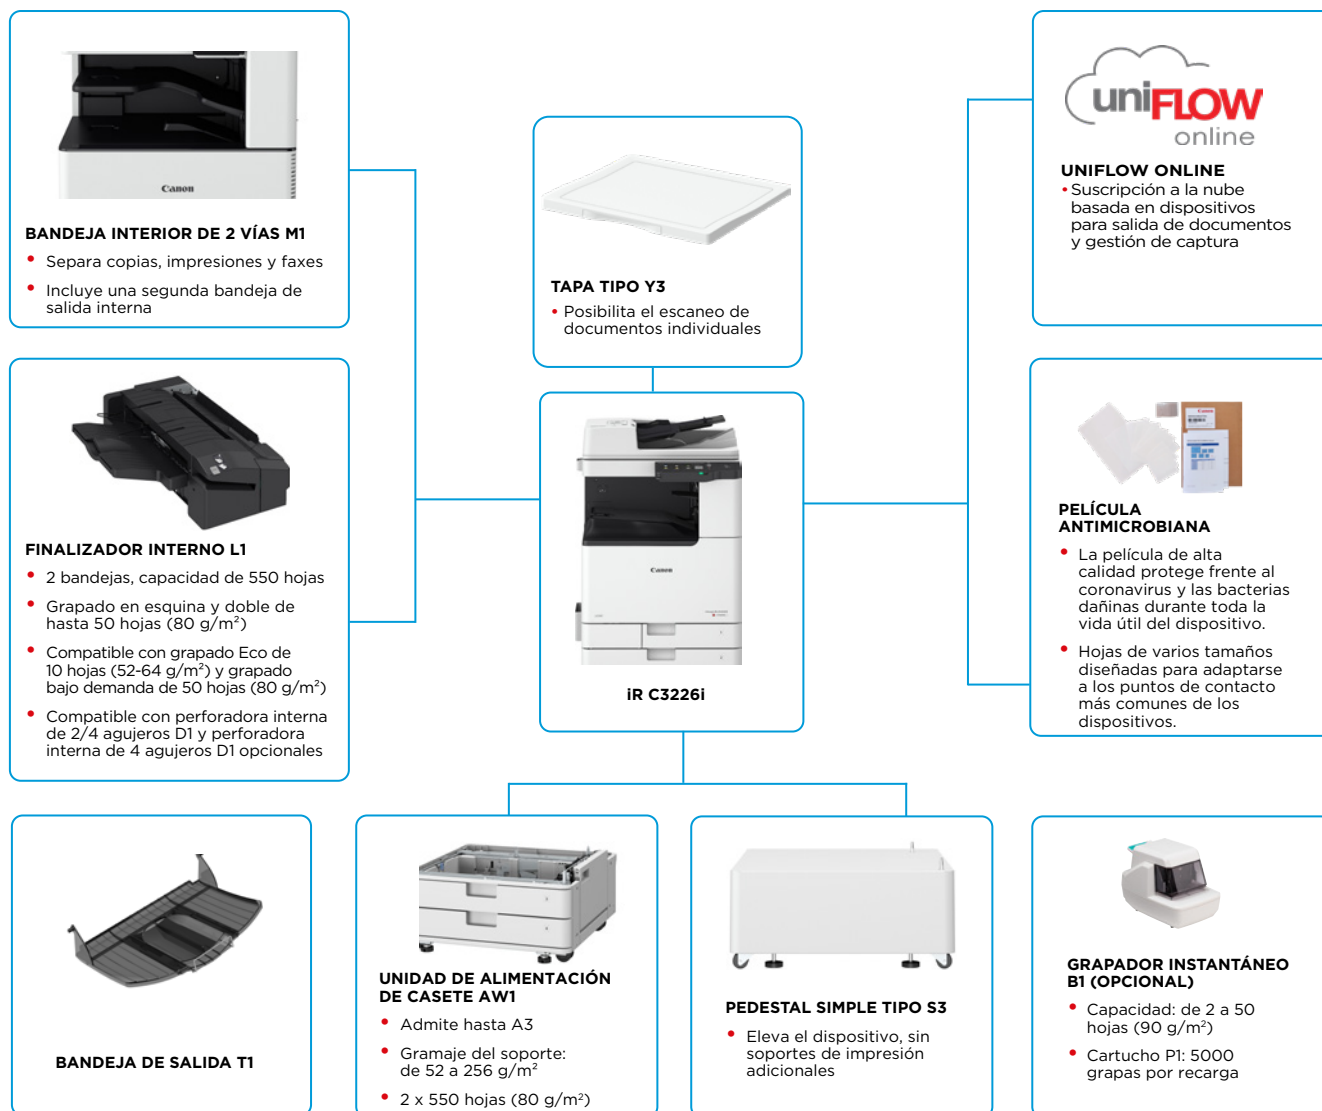 Canon
BANDEJA INTERIOR DE 2 VÍAS M1
• Separa copias, impresiones y faxes
• Incluye una segunda bandeja de
salida interna
TAPA TIPO Y3
• Posibilita el escaneo de
documentos individuales
uniFLOW
online
UNIFLOW ONLINE
• Suscripción a la nube
basada en dispositivos
para salida de documentos
y gestión de captura
FINALIZADOR INTERNO L1
• 2 bandejas, capacidad de 550 hojas
• Grapado en esquina y doble de
hasta 50 hojas (80 g/m²)
• Compatible con grapado Eco de
10 hojas (52-64 g/m²) y grapado
bajo demanda de 50 hojas (80 g/m²)
• Compatible con perforadora interna
de 2/4 agujeros D1 y perforadora
interna de 4 agujeros D1 opcionales
Canon
iR C3226i
Canon
PELÍCULA
ANTIMICROBIANA
• La película de alta
calidad protege frente al
coronavirus y las bacterias
dañinas durante toda la
vida útil del dispositivo.
• Hojas de varios tamaños
diseñadas para adaptarse
a los puntos de contacto
más comunes de los
dispositivos.
BANDEJA DE SALIDA T1
UNIDAD DE ALIMENTACIÓN
DE CASETE AW1
• Admite hasta A3
• Gramaje del soporte:
de 52 a 256 g/m²
• 2 x 550 hojas (80 g/m²)
PEDESTAL SIMPLE TIPO S3
• Eleva el dispositivo, sin
soportes de impresión
adicionales
GRAPADOR INSTANTÁNEO
B1 (OPCIONAL)
• Capacidad: de 2 a 50
hojas (90 g/m²)
• Cartucho P1: 5000
grapas por recarga